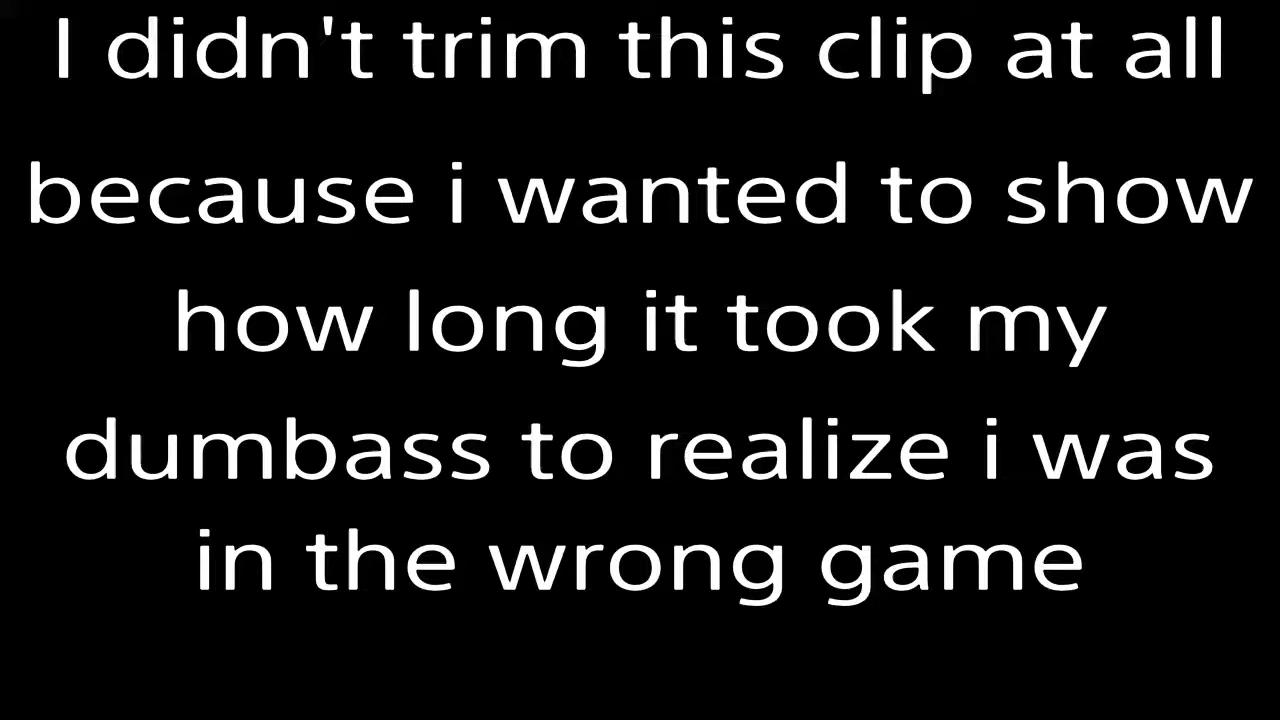 I didn't trim this clip at all
because i wanted to show
how long it took my
dumbass to realize i was
in the wrong game